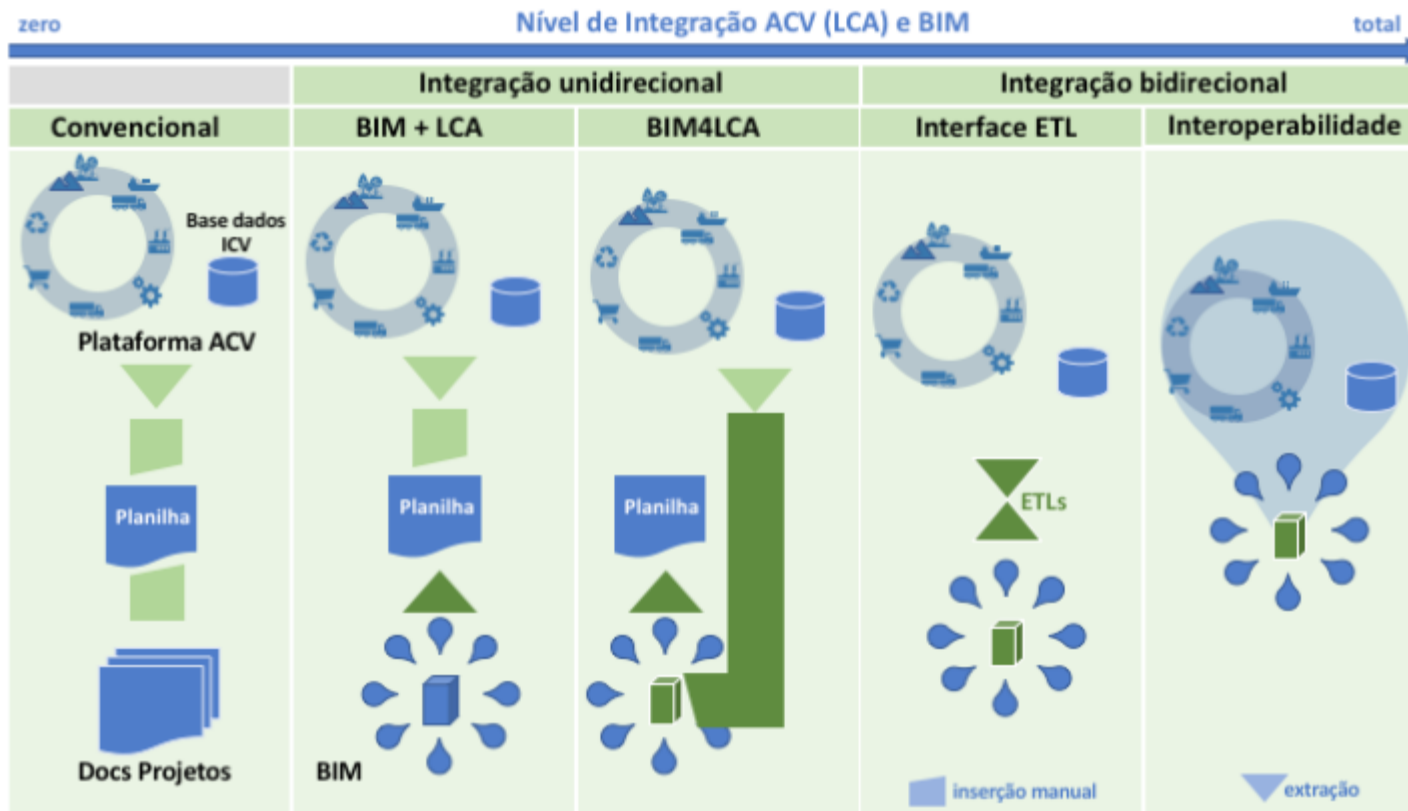 zero
Nível de Integração ACV (LCA) e BIM
total
Integração unidirecional
Integração bidirecional
Convencional
BIM + LCA
BIM4LCA
Interface ETL
Interoperabilidade
Base dados
ICV
Plataforma ACV
Planilha
Planilha
Planilha
ETLs
Docs Projetos
BIM
inserção manual
extração